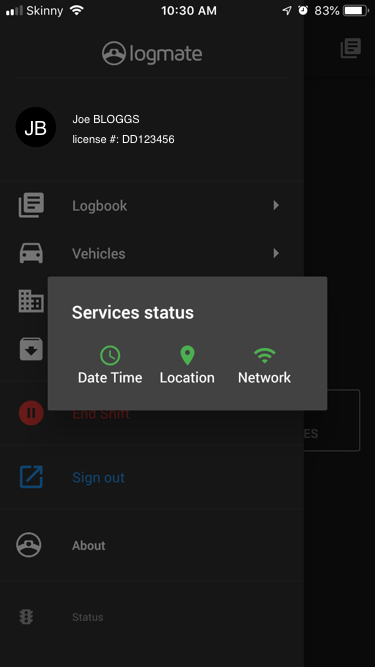 Skinny 10:30 AM 83%
logmate
JB
Joe BLOGGS
license #: DD123456
Logbook
Vehicles
Services status
Date Time Location Network
End Shift
ES
Sign out
About
Status